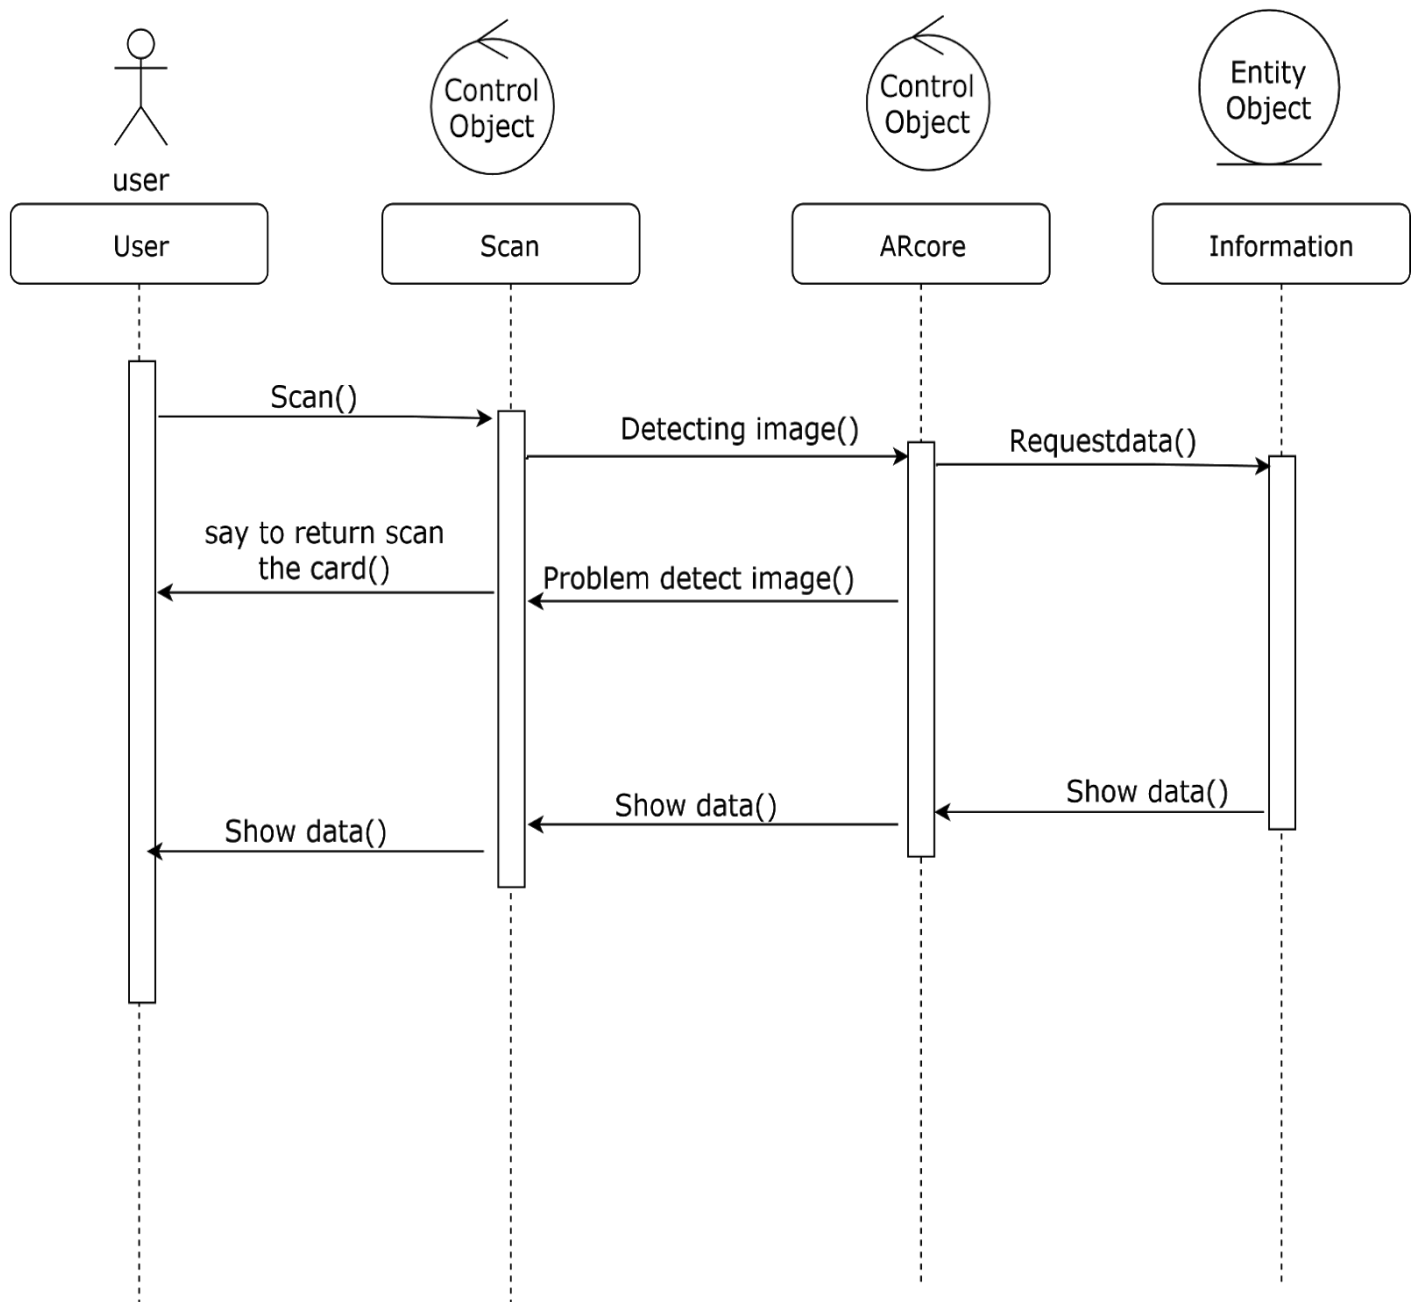 Control
Object
Control
Object
Entity
Object
user
User
Scan
ARcore
Information
Scan()
Detecting image()
Requestdata()
say to return scan
the card()
Problem detect image()
Show data()
Show data()
Show data()